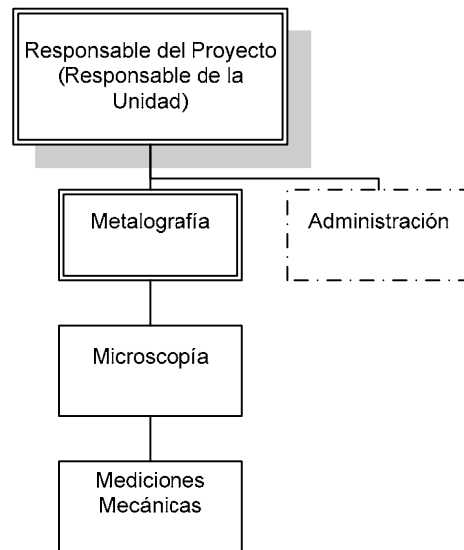 Responsable del Proyecto
(Responsable de la
Unidad)
Metalografía
Administración
Microscopía
Mediciones
Mecánicas